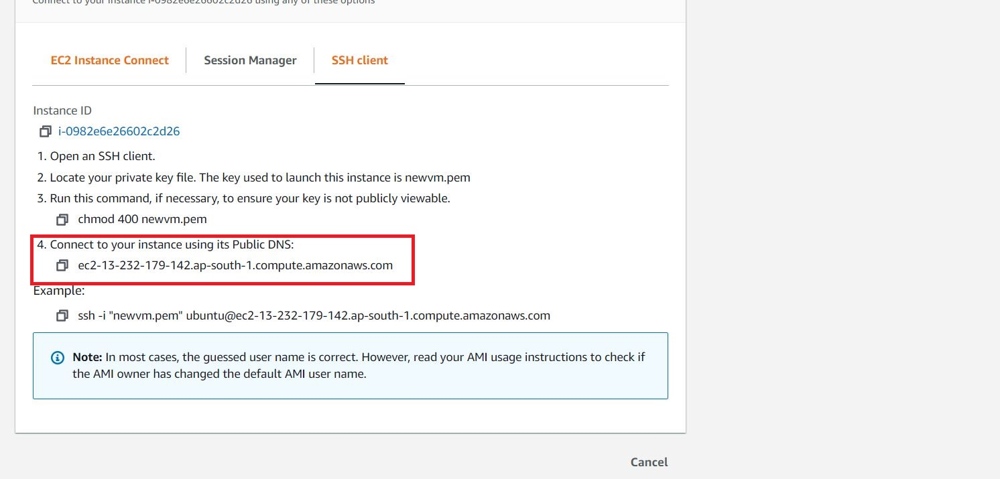 Connect to your instance i-0982e6e26602c2d26 using any of these options
EC2 Instance Connect
Session Manager
SSH client
Instance ID
i-0982e6e26602c2d26
1. Open an SSH client.
2. Locate your private key file. The key used to launch this instance is newvm.pem
3. Run this command, if necessary, to ensure your key is not publicly viewable.
chmod 400 newvm.pem
4. Connect to your instance using its Public DNS:
ec2-13-232-179-142.ap-south-1.compute.amazonaws.com
Example:
ssh -i "newvm.pem" ubuntu@ec2-13-232-179-142.ap-south-1.compute.amazonaws.com
Note: In most cases, the guessed user name is correct. However, read your AMI usage instructions to check if
the AMI owner has changed the default AMI user name.
Cancel